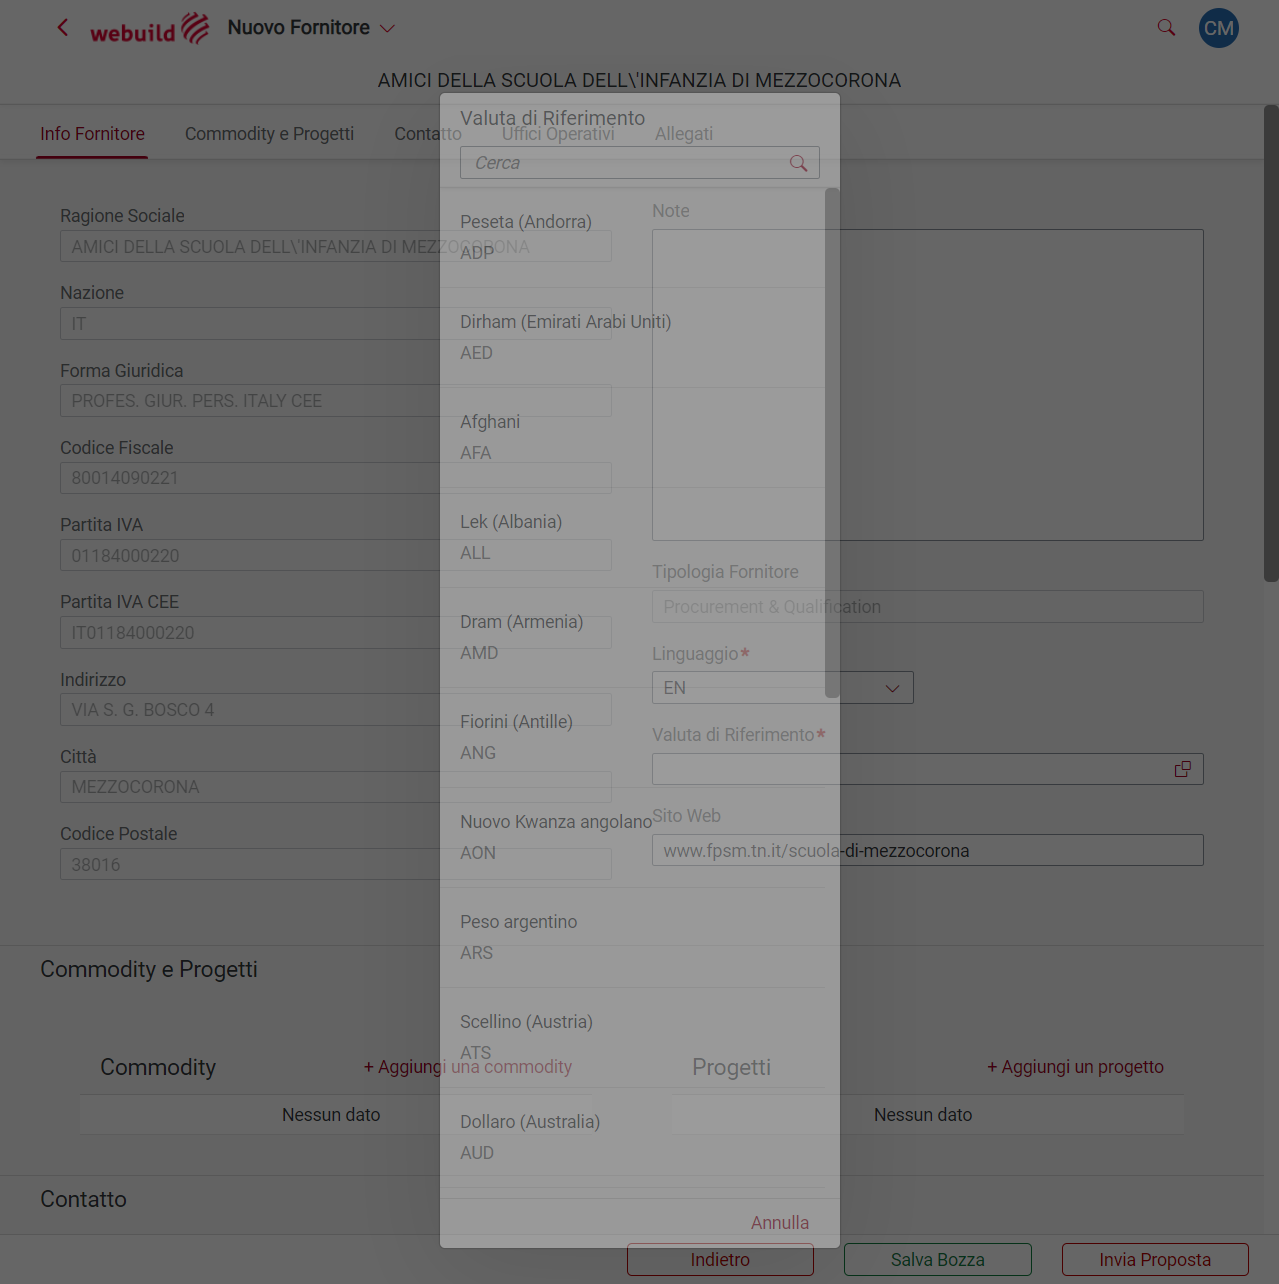 webuild
Nuovo Fornitore
CM
AMICI DELLA SCUOLA DELL\'INFANZIA DI MEZZOCORONA
Info Fornitore
Commodity e Progetti
Contatto
Uffici Operativi
Allegati
Valuta di Riferimento
Cerca
Peseta (Andorra)
ADP
Dirham (Emirati Arabi Uniti)
AED
Afghani
AFA
Lek (Albania)
ALL
Dram (Armenia)
AMD
Fiorini (Antille)
ANG
Nuovo Kwanza angolano
AON
Peso argentino
ARS
Scellino (Austria)
ATS
Dollaro (Australia)
AUD
Annulla
Ragione Sociale
AMICI DELLA SCUOLA DELL\'INFANZIA DI MEZZOCORONA
Nazione
IT
Forma Giuridica
PROFES. GIUR. PERS. ITALY CEE
Codice Fiscale
80014090221
Partita IVA
01184000220
Partita IVA CEE
IT01184000220
Indirizzo
VIA S. G. BOSCO 4
Città
MEZZOCORONA
Codice Postale
38016
Note
Tipologia Fornitore
Procurement & Qualification
Linguaggio*
EN
Valuta di Riferimento*
Sito Web
www.fpsm.tn.it/scuola-di-mezzocorona
Commodity e Progetti
Commodity
+ Aggiungi una commodity
Nessun dato
Progetti
+ Aggiungi un progetto
Nessun dato
Contatto
Indietro
Salva Bozza
Invia Proposta